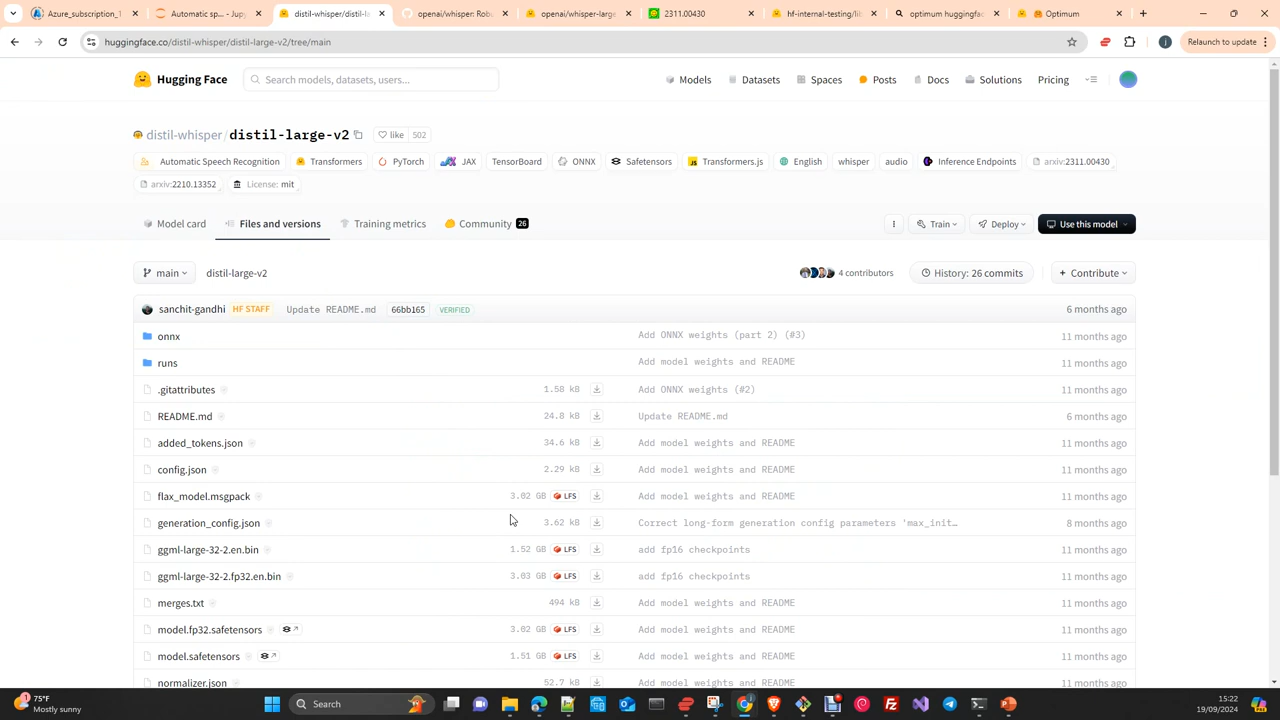 Azure_subscription_1
Automatic sp... - Jupy
distil-whisper/distil-l
openai/whisper: Rob
openai/whisper-large
2311.00430
hf-internal-testing/lib
optimum huggingfac
Optimum
huggingface.co/distil-whisper/distil-large-v2/tree/main
Relaunch to update
Hugging Face
Search models, datasets, users...
Models
Datasets
Spaces
Posts
Docs
Solutions
Pricing
distil-whisper/distil-large-v2
like 502
Automatic Speech Recognition
Transformers
PyTorch
JAX
TensorBoard
ONNX
Safetensors
Transformers.js
English
whisper
audio
Inference Endpoints
arxiv:2311.00430
arxiv:2210.13352
License: mit
Model card
Files and versions
Training metrics
Community 26
Train
Deploy
Use this model
main
distil-large-v2
4 contributors
History: 26 commits
+ Contribute
sanchit-gandhi HF STAFF Update README.md 66bb165 VERIFIED 6 months ago
onnx Add ONNX weights (part 2) (#3) 11 months ago
runs Add model weights and README 11 months ago
.gitattributes 1.58 kB Add ONNX weights (#2) 11 months ago
README.md 24.8 kB Update README.md 6 months ago
added_tokens.json 34.6 kB Add model weights and README 11 months ago
config.json 2.29 kB Add model weights and README 11 months ago
flax_model.msgpack 3.02 GB LFS Add model weights and README 11 months ago
generation_config.json 3.62 kB Correct long-form generation config parameters 'max_init… 8 months ago
ggml-large-32-2.en.bin 1.52 GB LFS add fp16 checkpoints 11 months ago
ggml-large-32-2.fp32.en.bin 3.03 GB LFS add fp16 checkpoints 11 months ago
merges.txt 494 kB Add model weights and README 11 months ago
model.fp32.safetensors 3.02 GB LFS Add model weights and README 11 months ago
model.safetensors 1.51 GB LFS Add model weights and README 11 months ago
normalizer.json 52.7 kB Add model weights and README 11 months ago
1
75°F
Mostly sunny
Search
15:22
19/09/2024